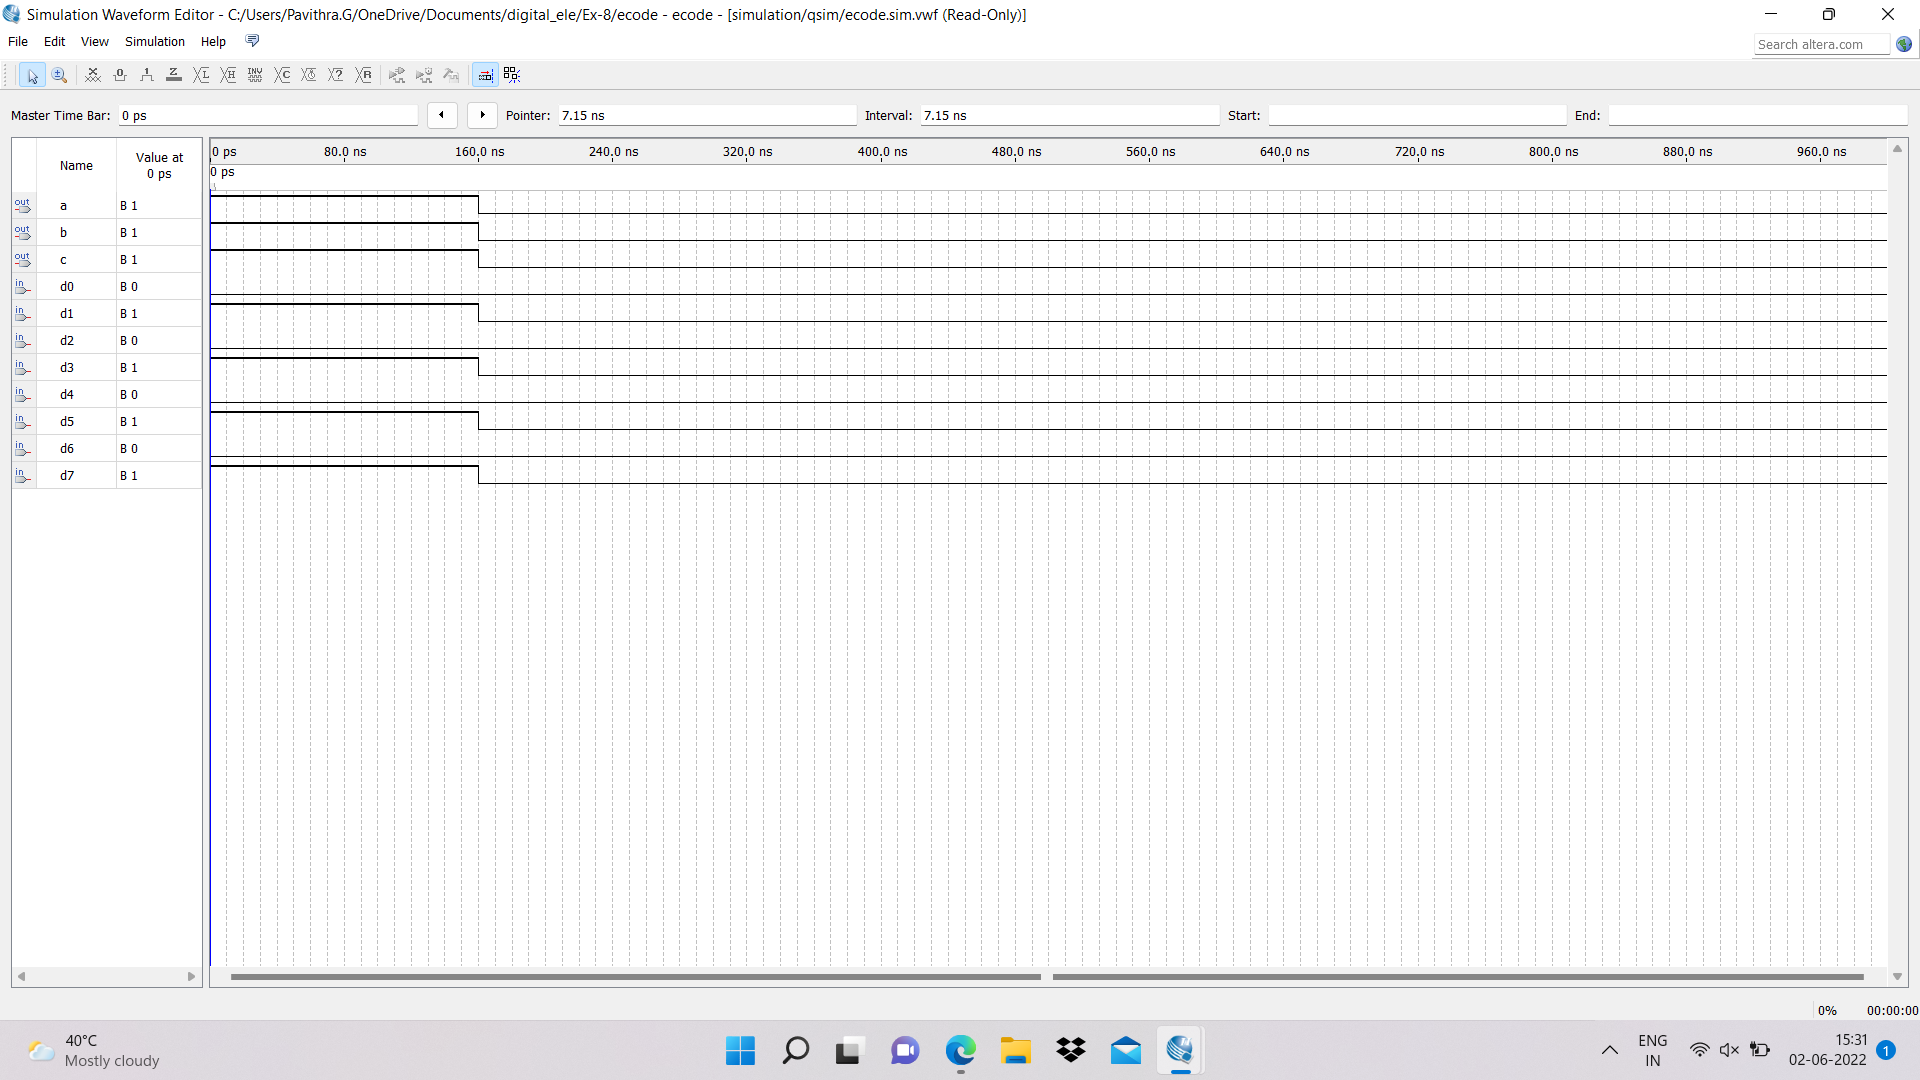 Simulation Waveform Editor - C:/Users/Pavithra.G/OneDrive/Documents/digital_ele/Ex-8/ecode - ecode - [simulation/qsim/ecode.sim.vwf (Read-Only)]
File Edit View Simulation Help
Search altera.com
Master Time Bar: 0 ps Pointer: 7.15 ns Interval: 7.15 ns Start: End:
Name Value at 0 ps
0 ps 80.0 ns 160.0 ns 240.0 ns 320.0 ns 400.0 ns 480.0 ns 560.0 ns 640.0 ns 720.0 ns 800.0 ns 880.0 ns 960.0 ns
0 ps
out a B 1
out b B 1
out c B 1
in d0 B 0
in d1 B 1
in d2 B 0
in d3 B 1
in d4 B 0
in d5 B 1
in d6 B 0
in d7 B 1
0% 00:00:00
40°C
Mostly cloudy
ENG
IN
15:31
02-06-2022
1